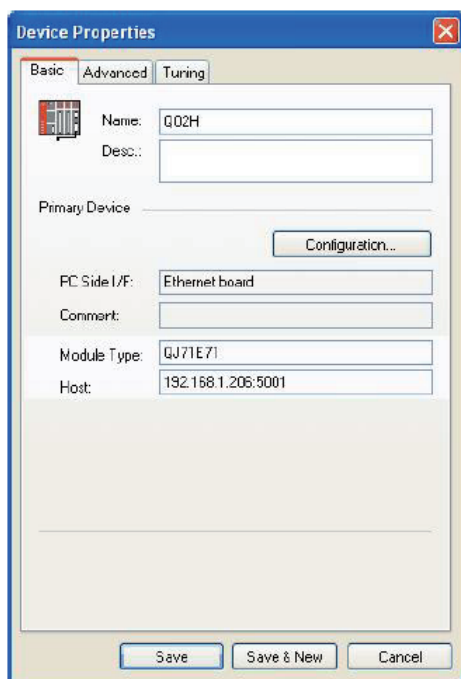 Device Properties
Basic Advanced Tuning
Name: Q02H
Desc.:
Primary Device
Configuration...
PC Side I/F: Ethernet board
Comment:
Module Type: QJ71E71
Host: 192.168.1.206:5001
Save Save & New Cancel